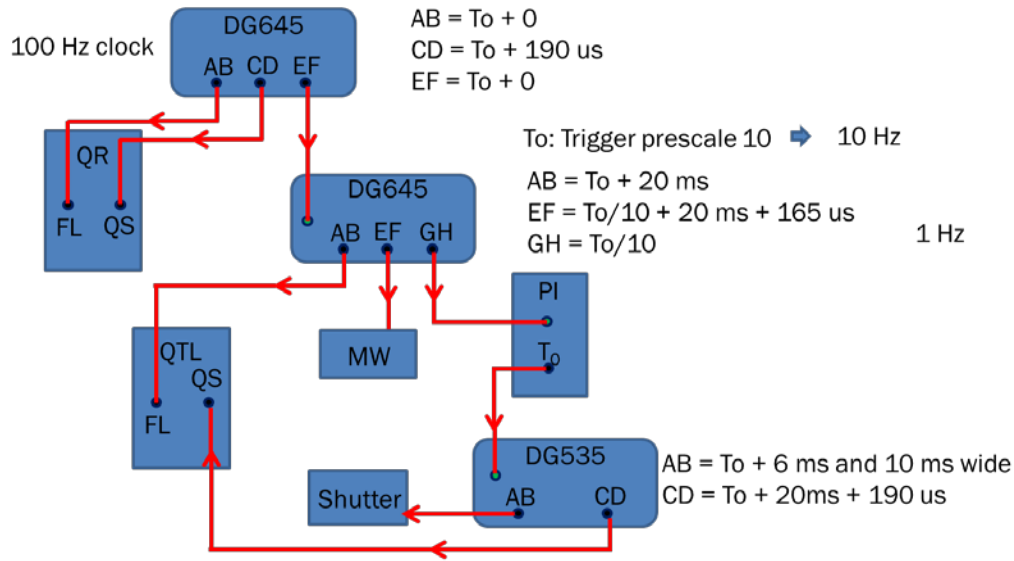 DG645
AB = To + 0
100 Hz clock
CD = To + 190 us
AB CD EF
EF = To + 0
QR
FL QS
To: Trigger prescale 10
10 Hz
DG645
AB = To + 20 ms
EF = To/10 + 20 ms + 165 us
AB EF GH
GH = To/10
1 Hz
PI
MW
T0
QTL
QS
FL
DG535
AB = To + 6 ms and 10 ms wide
Shutter
AB CD
CD = To + 20ms + 190 us